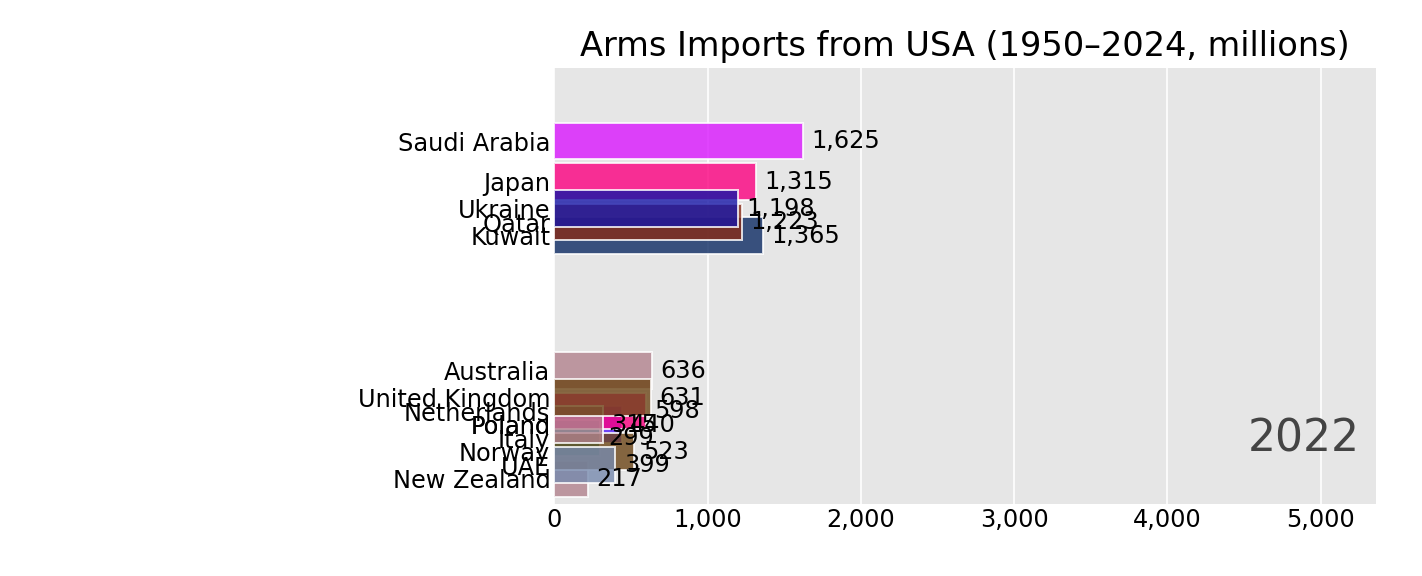 Arms Imports from USA (1950–2024, millions)
Saudi Arabia 1,625
Japan 1,315
Ukraine 1,198
Qatar 1,223
Kuwait 1,365
Australia 636
United Kingdom 631
Netherlands 598
Poland
Italy 299
Norway 523
UAE 399
New Zealand 217
2022
0 1,000 2,000 3,000 4,000 5,000